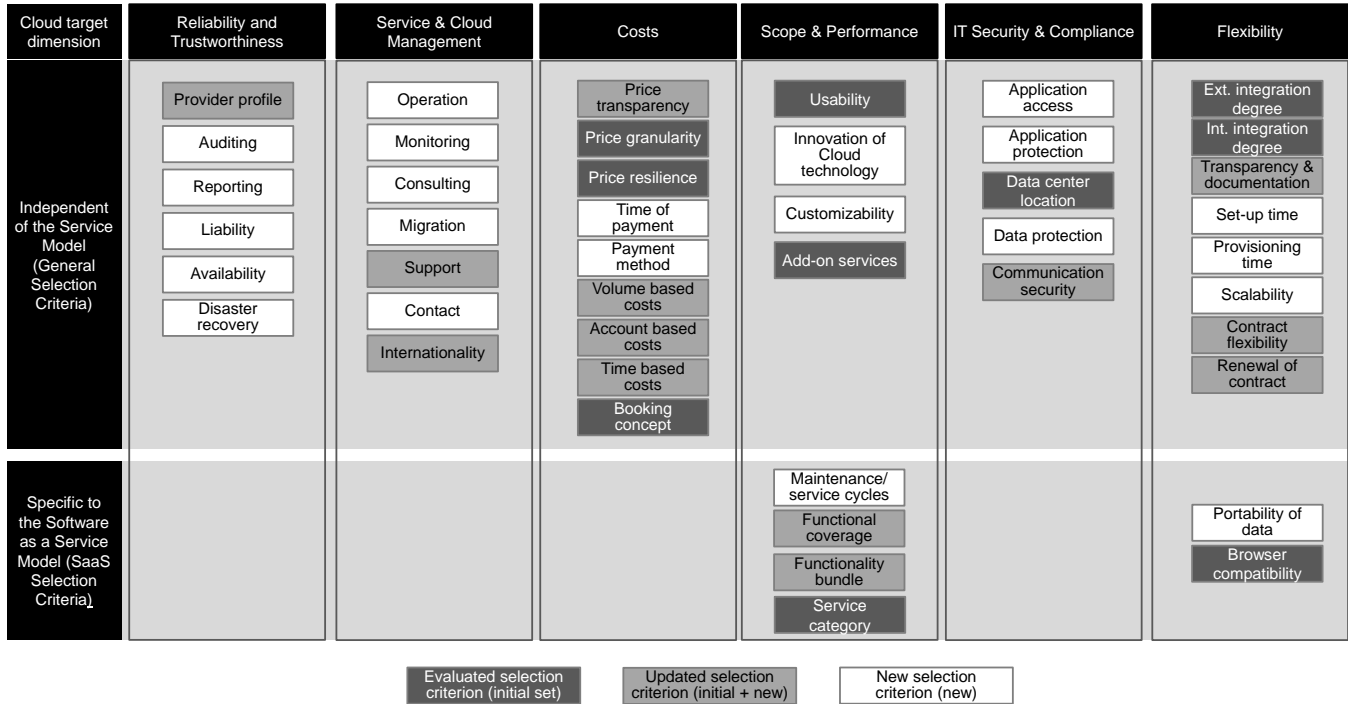 Cloud target
dimension
Reliability and
Trustworthiness
Service & Cloud
Management
Costs
Scope & Performance
IT Security & Compliance
Flexibility
Independent
of the Service
Model
(General
Selection
Criteria)
Provider profile
Auditing
Reporting
Liability
Availability
Disaster
recovery
Operation
Monitoring
Consulting
Migration
Support
Contact
Internationality
Price
transparency
Price granularity
Price resilience
Time of
payment
Payment
method
Volume based
costs
Account based
costs
Time based
costs
Booking
concept
Usability
Innovation of
Cloud
technology
Customizability
Add-on services
Application
access
Application
protection
Data center
location
Data protection
Communication
security
Ext. integration
degree
Int. integration
degree
Transparency &
documentation
Set-up time
Provisioning
time
Scalability
Contract
flexibility
Renewal of
contract
Specific to
the Software
as a Service
Model (SaaS
Selection
Criteria)
Maintenance/
service cycles
Functional
coverage
Functionality
bundle
Service
category
Portability of
data
Browser
compatibility
Evaluated selection
criterion (initial set)
Updated selection
criterion (initial + new)
New selection
criterion (new)